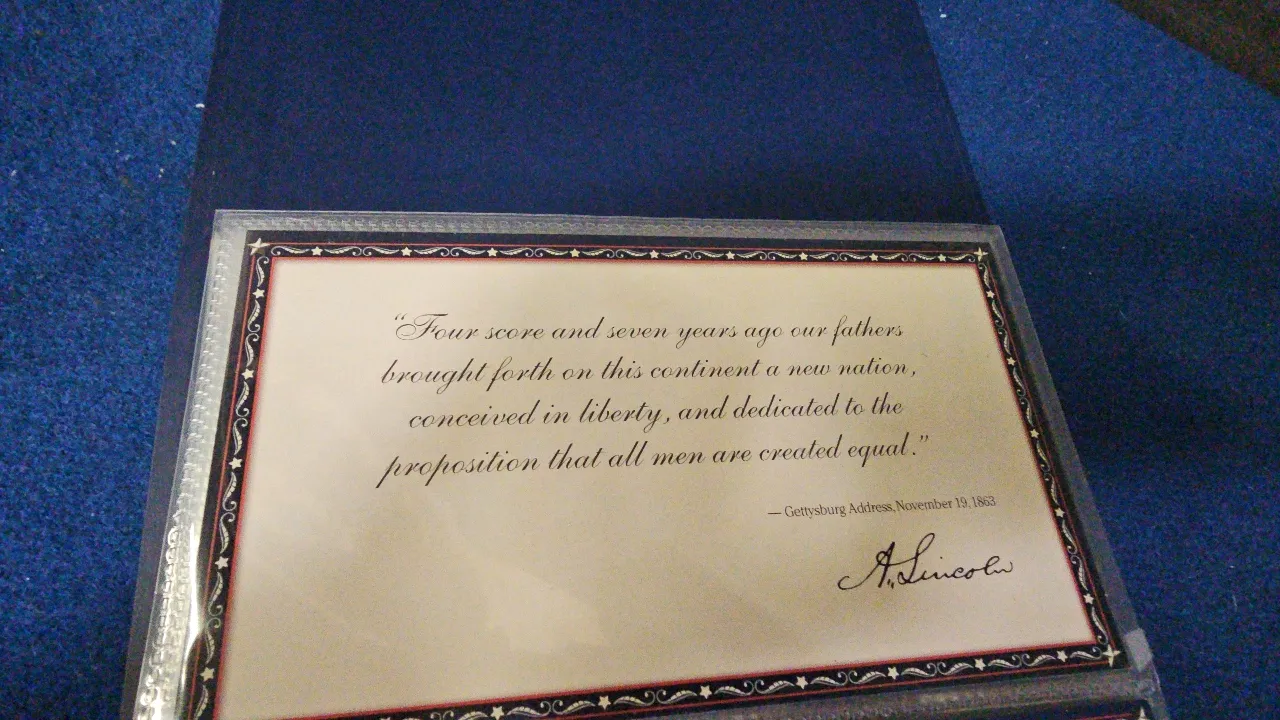 “Four score and seven years ago our fathers
brought forth on this continent a new nation,
conceived in liberty, and dedicated to the
proposition that all men are created equal.”
— Gettysburg Address, November 19, 1863
A. Lincoln